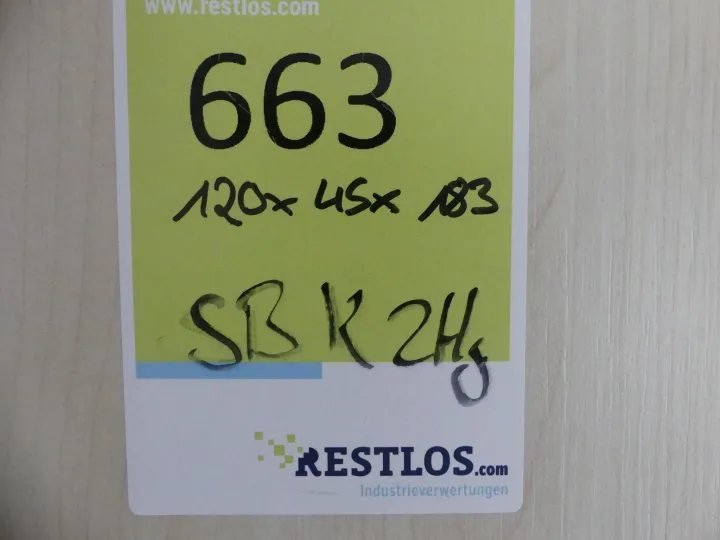 www.restlos.com
663
120x 45x 183
SB K 2Hg
RESTLOS.com
Industrieverwertungen